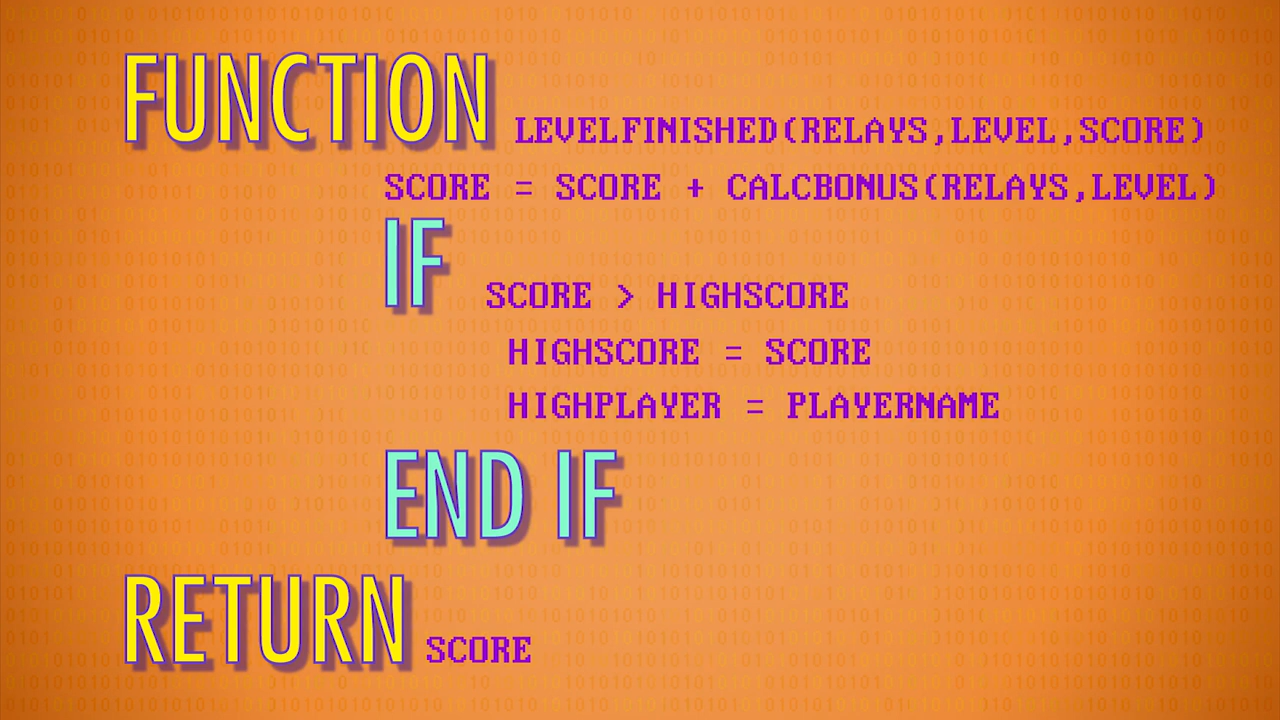 FUNCTION LEVELFINISHED(RELAYS,LEVEL,SCORE)
SCORE = SCORE + CALCBONUS(RELAYS,LEVEL)
IF SCORE > HIGHSCORE
HIGHSCORE = SCORE
HIGHPLAYER = PLAYERNAME
END IF
RETURN SCORE